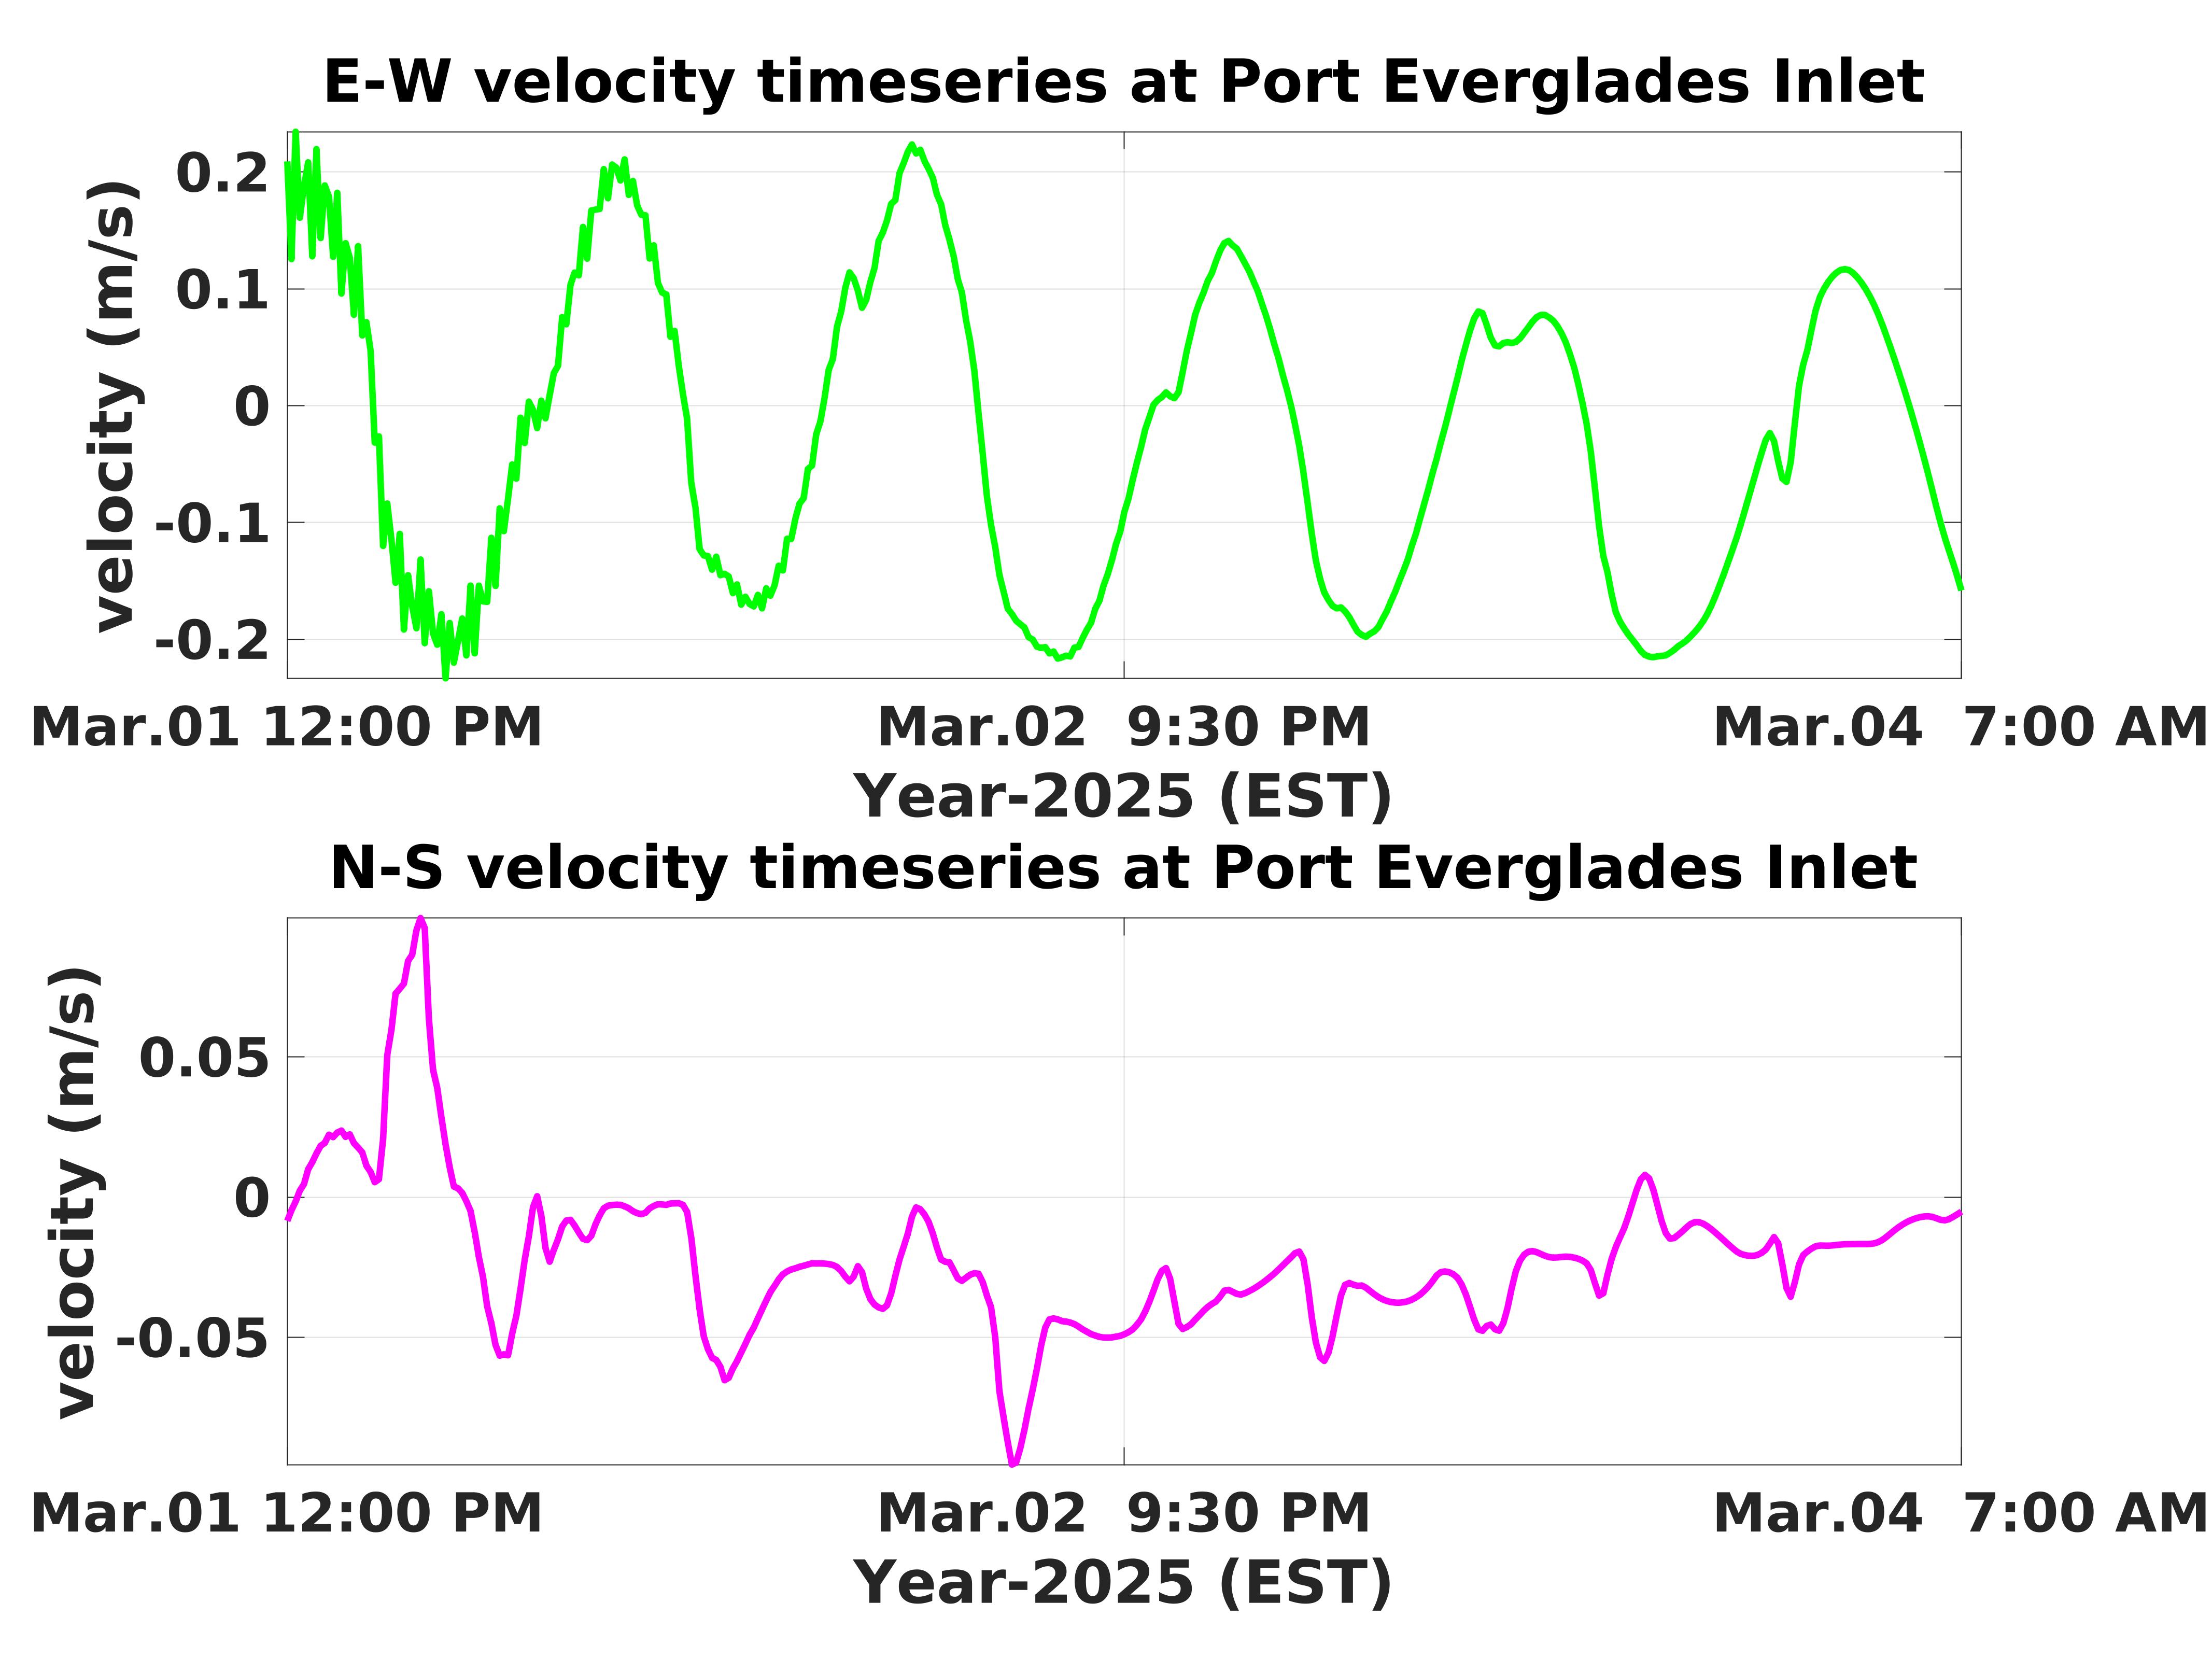 E-W velocity timeseries at Port Everglades Inlet
velocity (m/s)
0.2
0.1
0
-0.1
-0.2
Mar.01 12:00 PM
Mar.02  9:30 PM
Mar.04  7:00 AM
Year-2025 (EST)
N-S velocity timeseries at Port Everglades Inlet
velocity (m/s)
0.05
0
-0.05
Mar.01 12:00 PM
Mar.02  9:30 PM
Mar.04  7:00 AM
Year-2025 (EST)